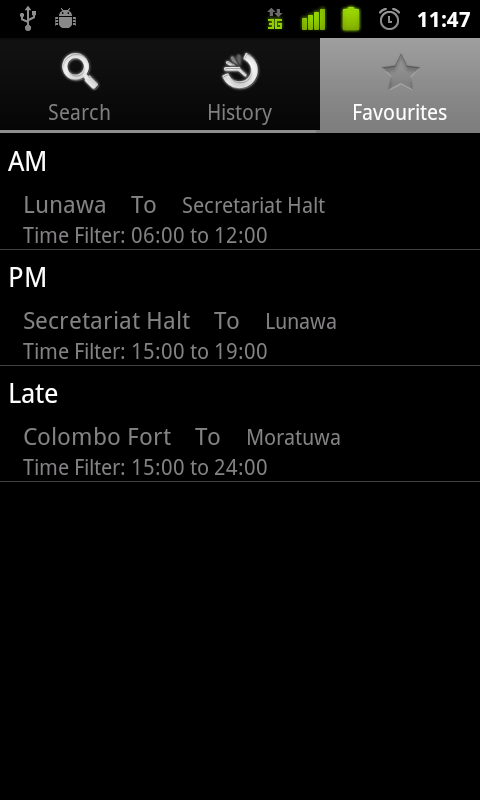 3G 11:47
Search History Favourites
AM
Lunawa To Secretariat Halt
Time Filter: 06:00 to 12:00
PM
Secretariat Halt To Lunawa
Time Filter: 15:00 to 19:00
Late
Colombo Fort To Moratuwa
Time Filter: 15:00 to 24:00